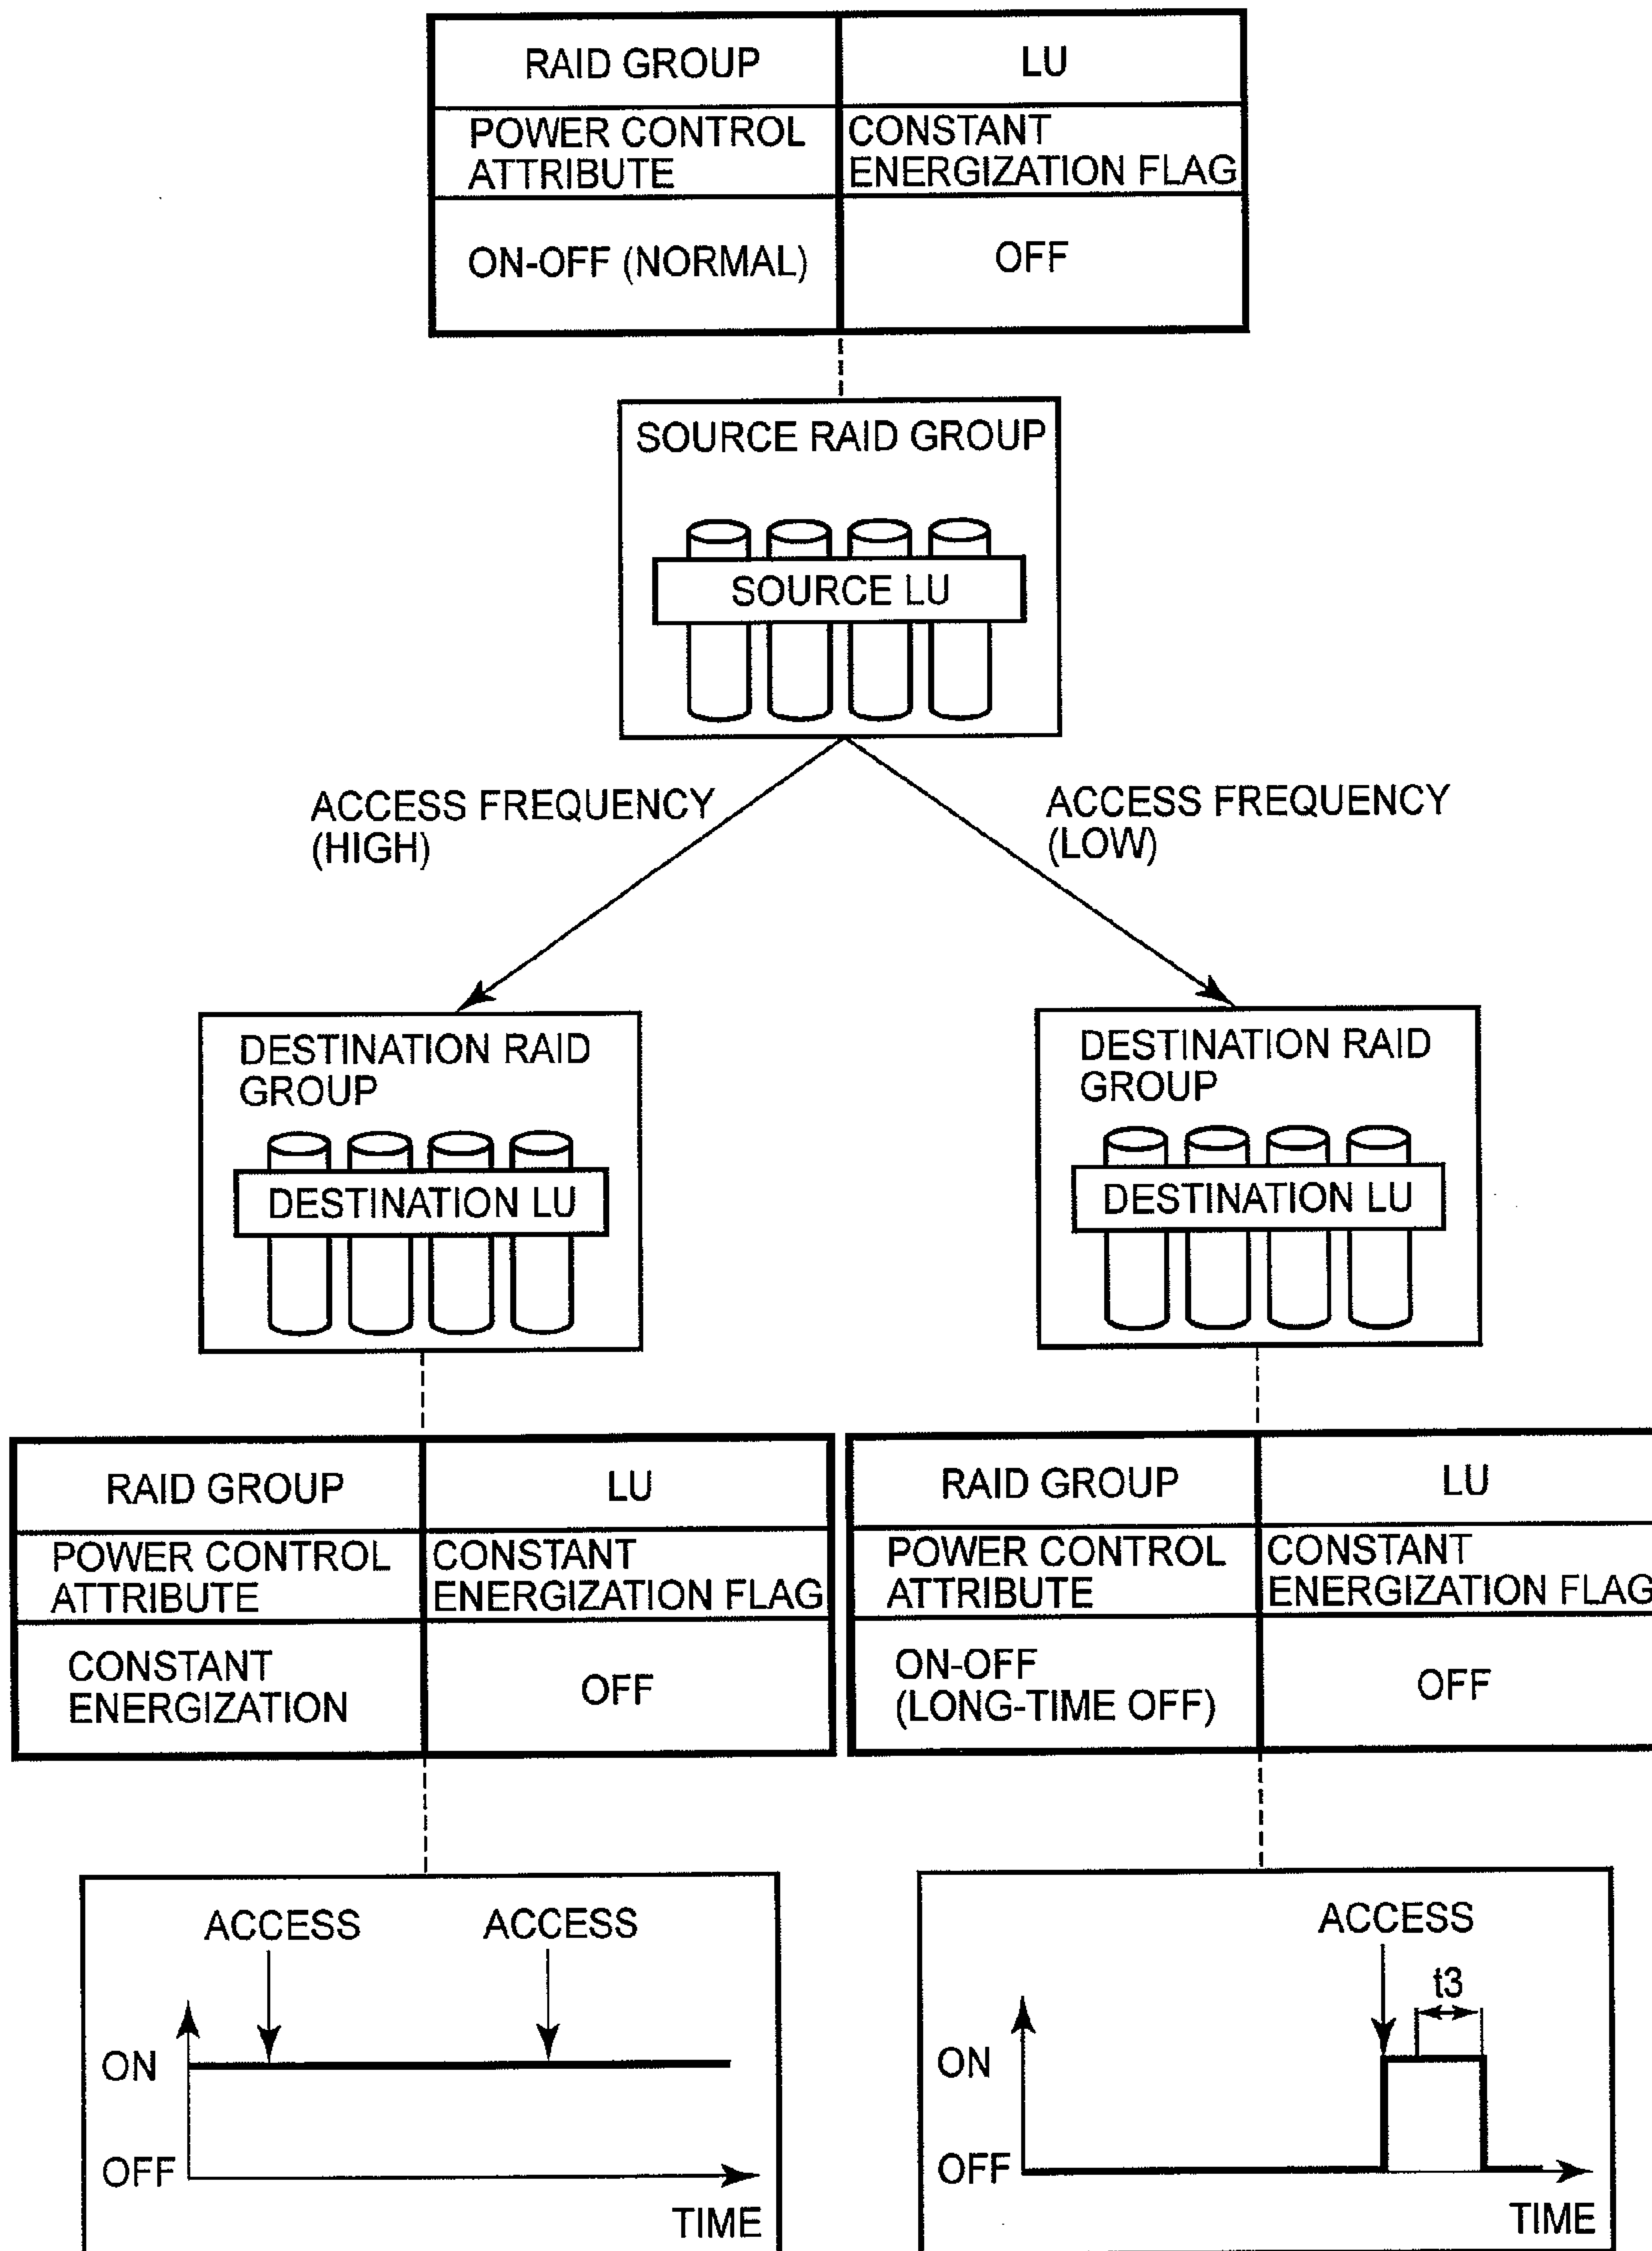 RAID GROUP
LU
POWER CONTROL
ATTRIBUTE
CONSTANT
ENERGIZATION FLAG
ON-OFF (NORMAL)
OFF
SOURCE RAID GROUP
SOURCE LU
ACCESS FREQUENCY
(HIGH)
ACCESS FREQUENCY
(LOW)
DESTINATION RAID
GROUP
DESTINATION LU
DESTINATION RAID
GROUP
DESTINATION LU
RAID GROUP
LU
POWER CONTROL
ATTRIBUTE
CONSTANT
ENERGIZATION FLAG
CONSTANT
ENERGIZATION
OFF
RAID GROUP
LU
POWER CONTROL
ATTRIBUTE
CONSTANT
ENERGIZATION FLAG
ON-OFF
(LONG-TIME OFF)
OFF
ACCESS
ACCESS
ON
OFF
TIME
ACCESS
t3
ON
OFF
TIME